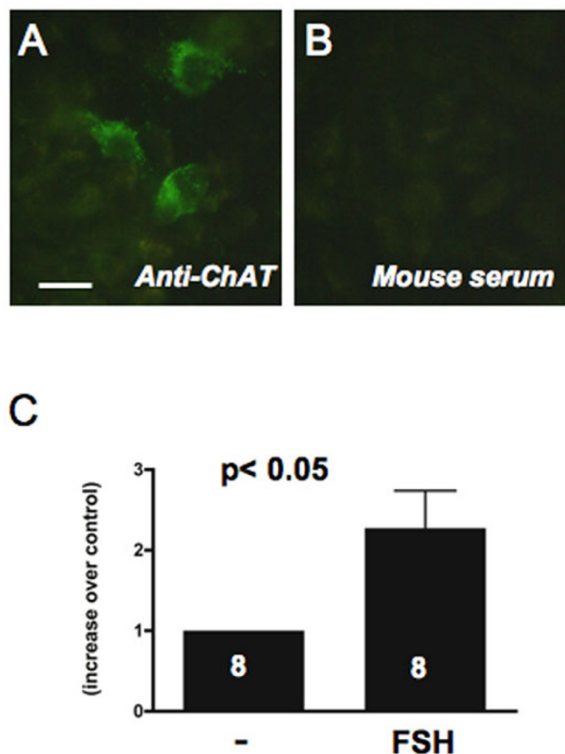 A
B
Anti-ChAT
Mouse serum
C
p< 0.05
(increase over control)
3
2
1
0
8
8
-
FSH